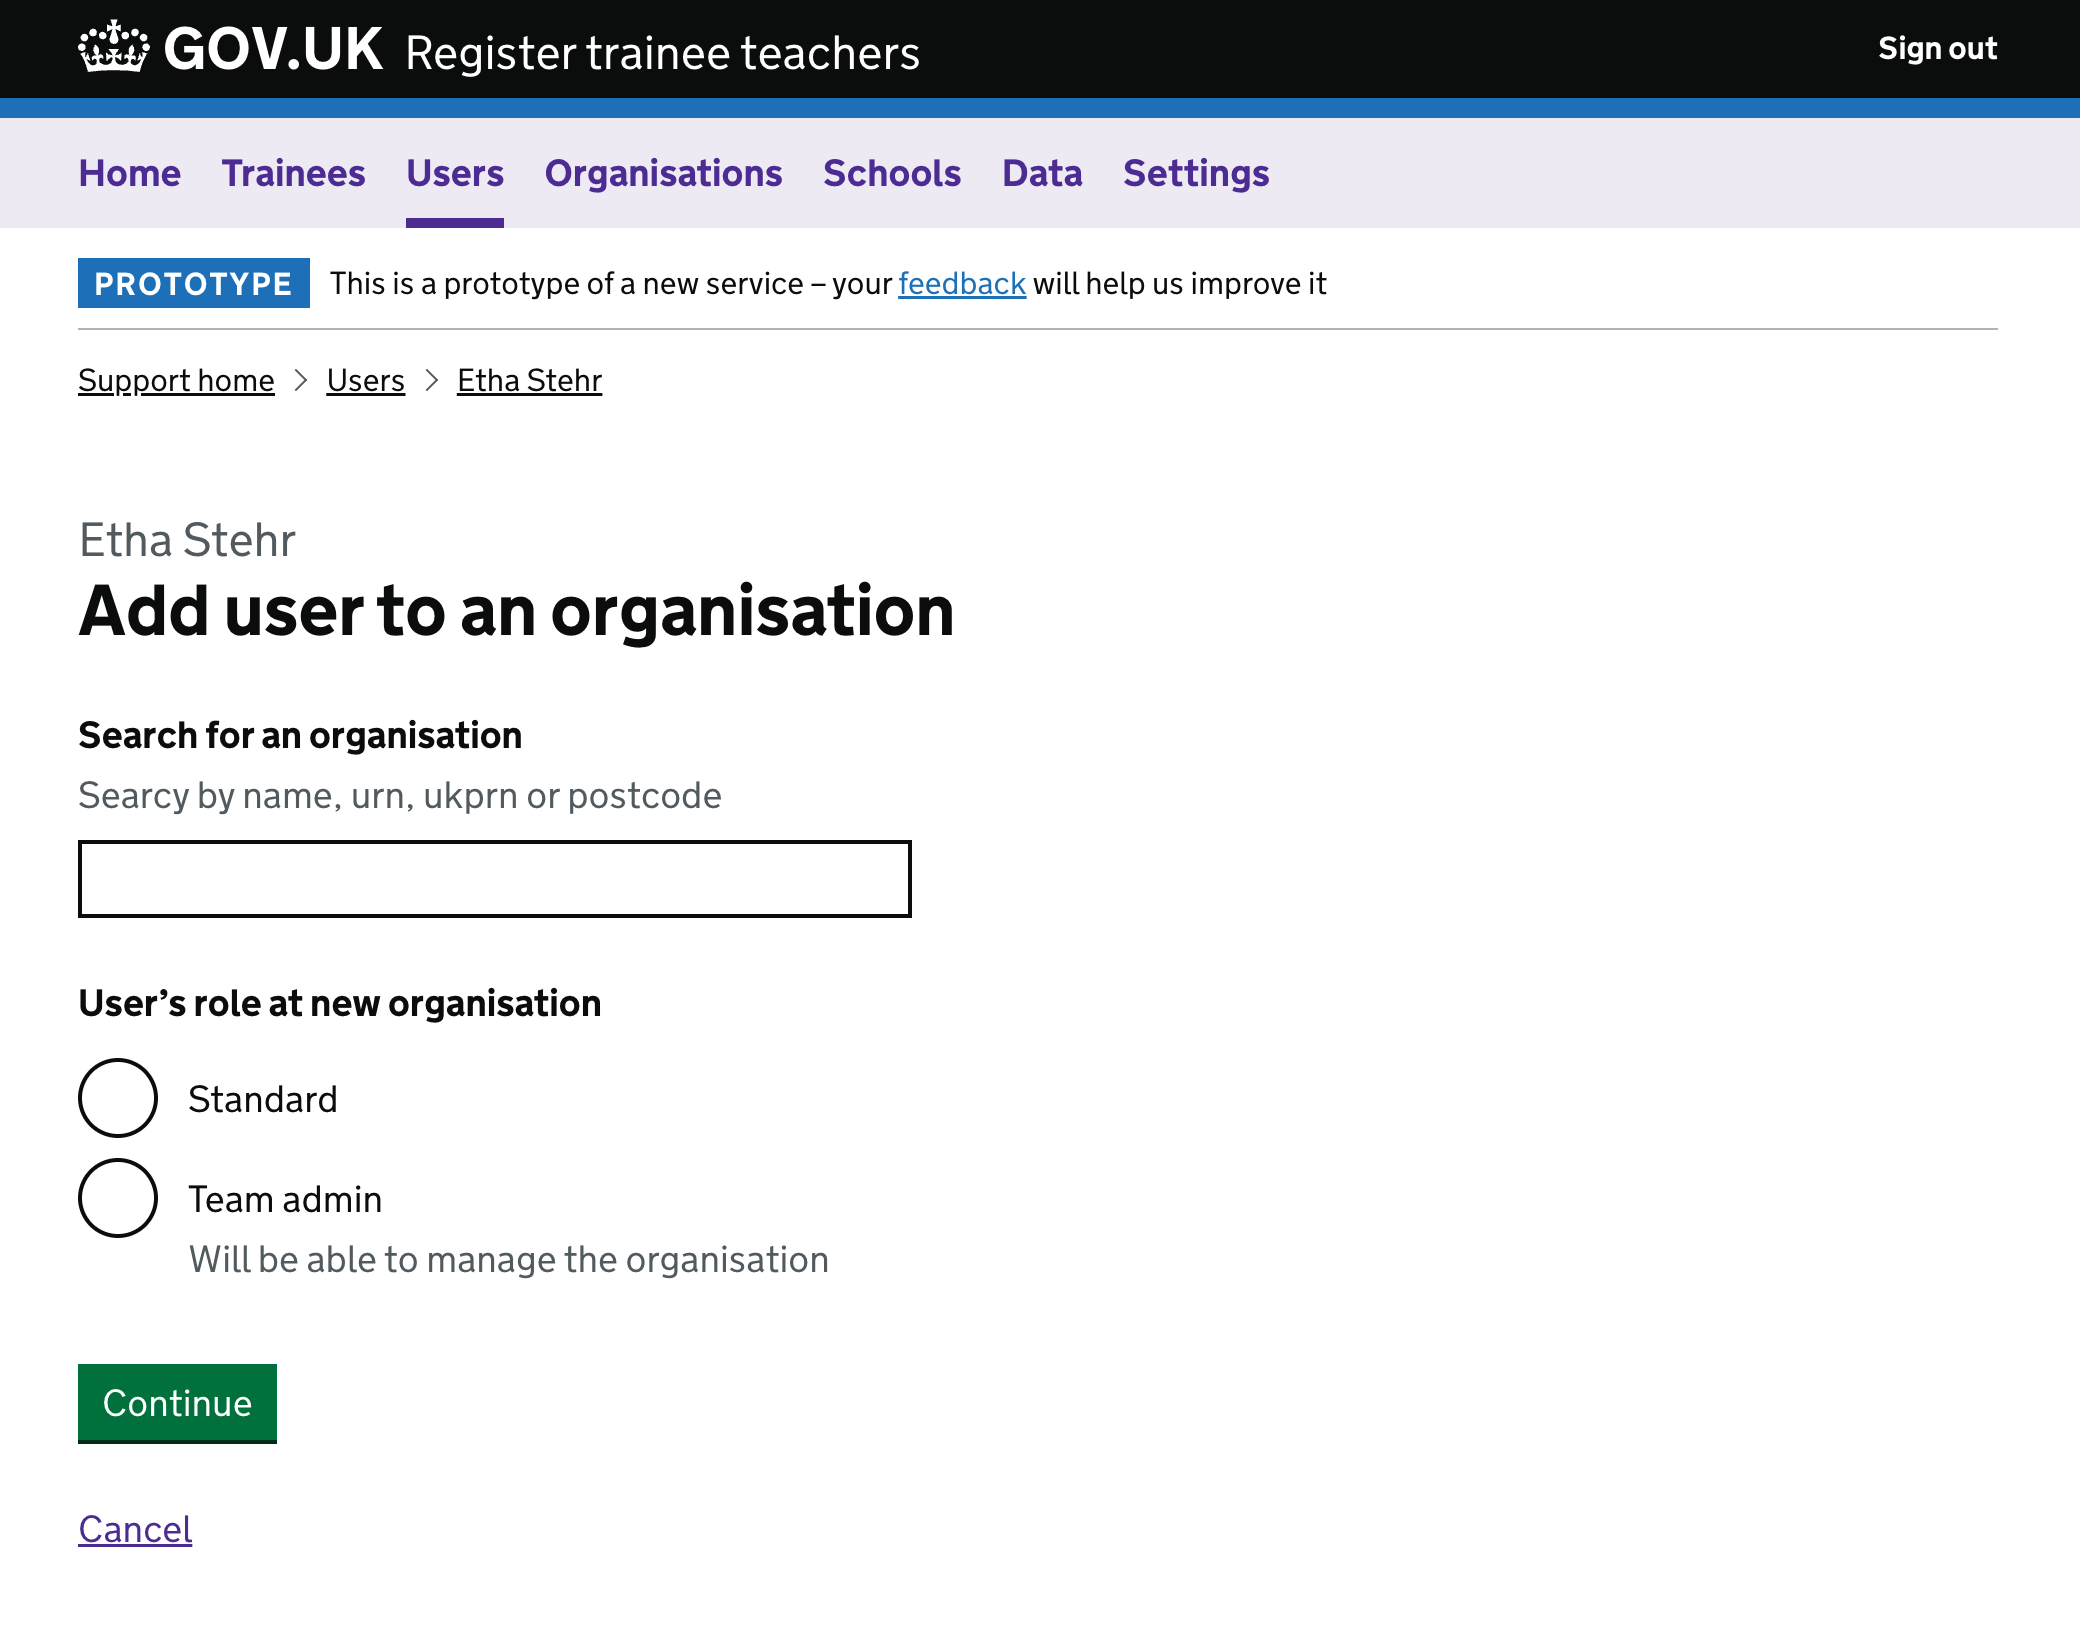 GOV.UK Register trainee teachers Sign out
Home Trainees Users Organisations Schools Data Settings
PROTOTYPE This is a prototype of a new service – your feedback will help us improve it
Support home Users Etha Stehr
Etha Stehr
Add user to an organisation
Search for an organisation
Searcy by name, urn, ukprn or postcode
User’s role at new organisation
Standard
Team admin
Will be able to manage the organisation
Continue
Cancel